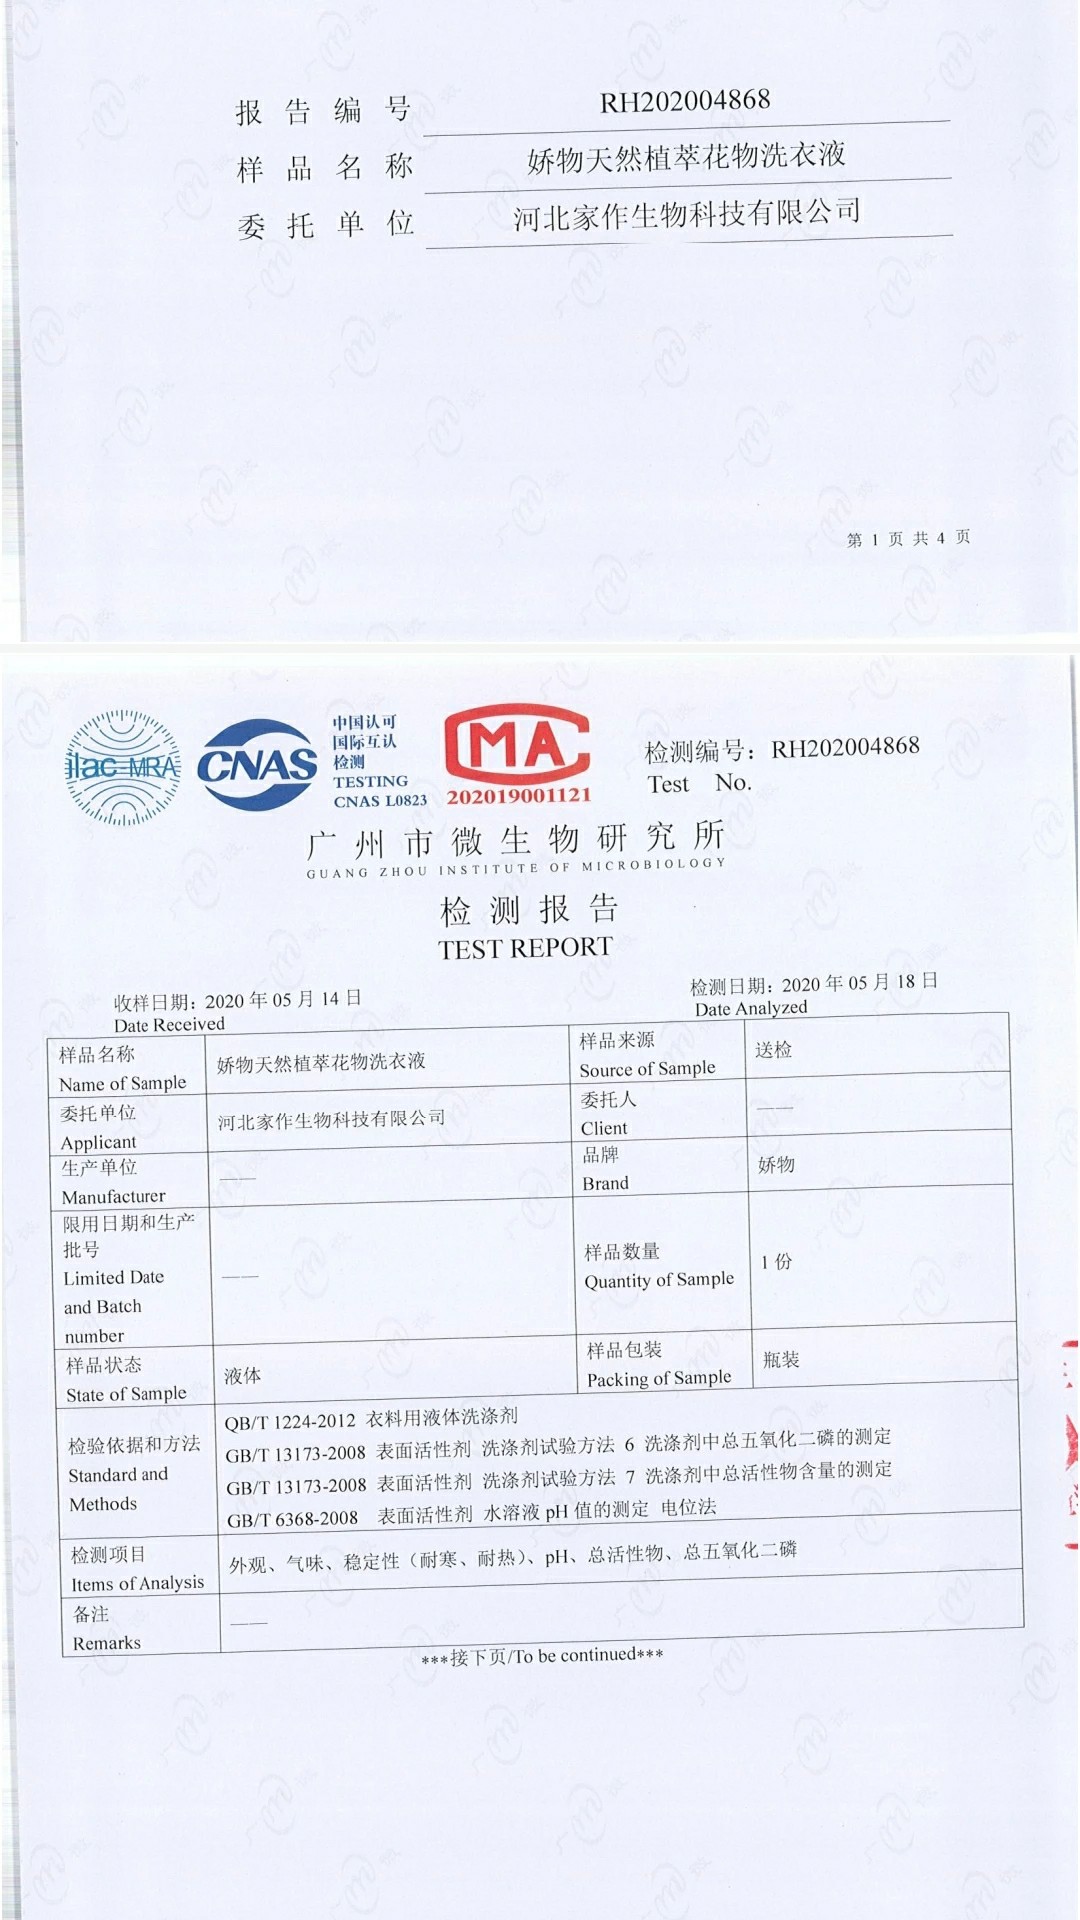 报告编号 RH202004868
样品名称 娇物天然植萃花物洗衣液
委托单位 河北家作生物科技有限公司
第 1 页 共 4 页
ilac-MRA
CNAS
中国认可
国际互认
检测
TESTING
CNAS L0823
MA
202019001121
检测编号：RH202004868
Test No.
广州市微生物研究所
GUANG ZHOU INSTITUTE OF MICROBIOLOGY
检测报告
TEST REPORT
收样日期：2020 年 05 月 14 日
Date Received
检测日期：2020 年 05 月 18 日
Date Analyzed
样品名称
Name of Sample
娇物天然植萃花物洗衣液
样品来源
Source of Sample
送检
委托单位
Applicant
河北家作生物科技有限公司
委托人
Client
——
生产单位
Manufacturer
——
品牌
Brand
娇物
限用日期和生产
批号
Limited Date
and Batch
number
——
样品数量
Quantity of Sample
1 份
样品状态
State of Sample
液体
样品包装
Packing of Sample
瓶装
检验依据和方法
Standard and
Methods
QB/T 1224-2012 衣料用液体洗涤剂
GB/T 13173-2008 表面活性剂 洗涤剂试验方法 6 洗涤剂中总五氧化二磷的测定
GB/T 13173-2008 表面活性剂 洗涤剂试验方法 7 洗涤剂中总活性物含量的测定
GB/T 6368-2008 表面活性剂 水溶液 pH 值的测定 电位法
检测项目
Items of Analysis
外观、气味、稳定性（耐寒、耐热）、pH、总活性物、总五氧化二磷
备注
Remarks
——
***接下页/To be continued***